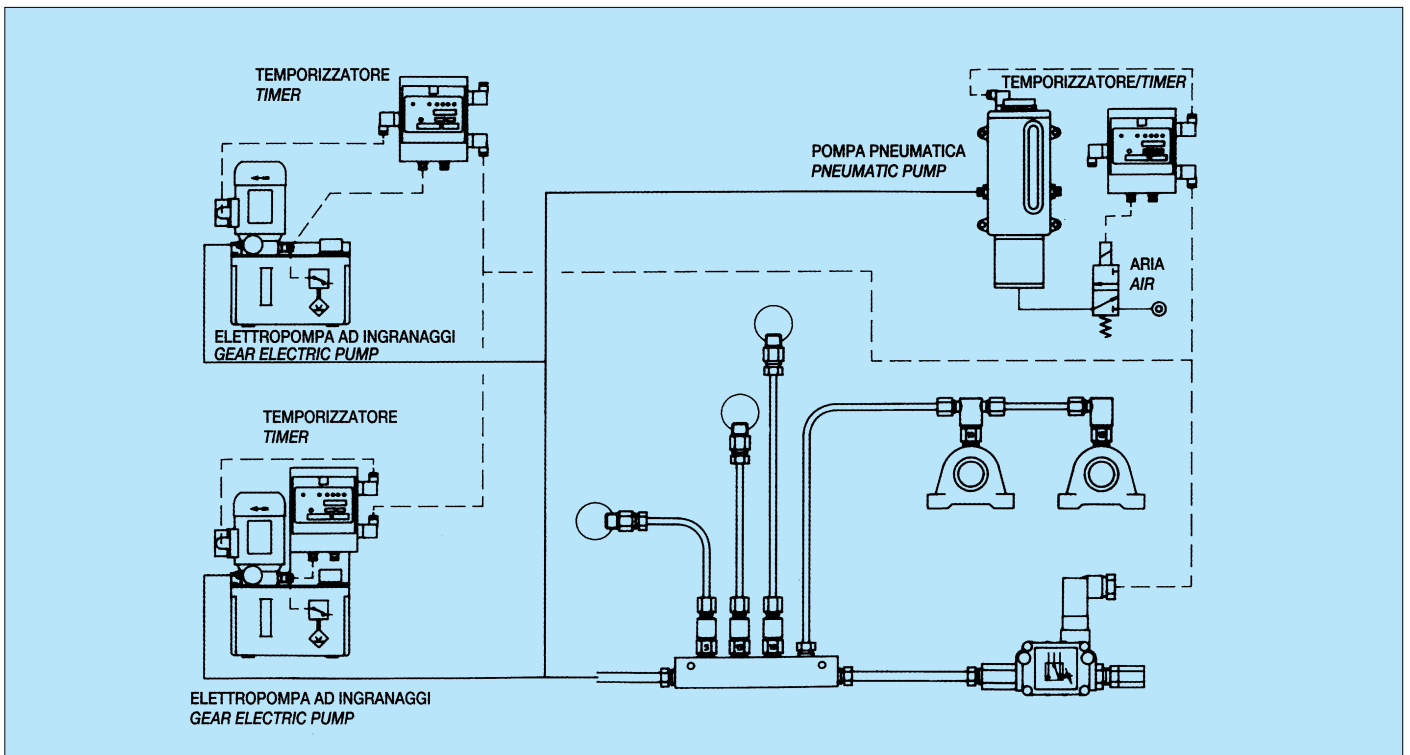 TEMPORIZZATORE
TIMER
TEMPORIZZATORE/TIMER
POMPA PNEUMATICA
PNEUMATIC PUMP
ARIA
AIR
ELETTROPOMPA AD INGRANAGGI
GEAR ELECTRIC PUMP
TEMPORIZZATORE
TIMER
ELETTROPOMPA AD INGRANAGGI
GEAR ELECTRIC PUMP